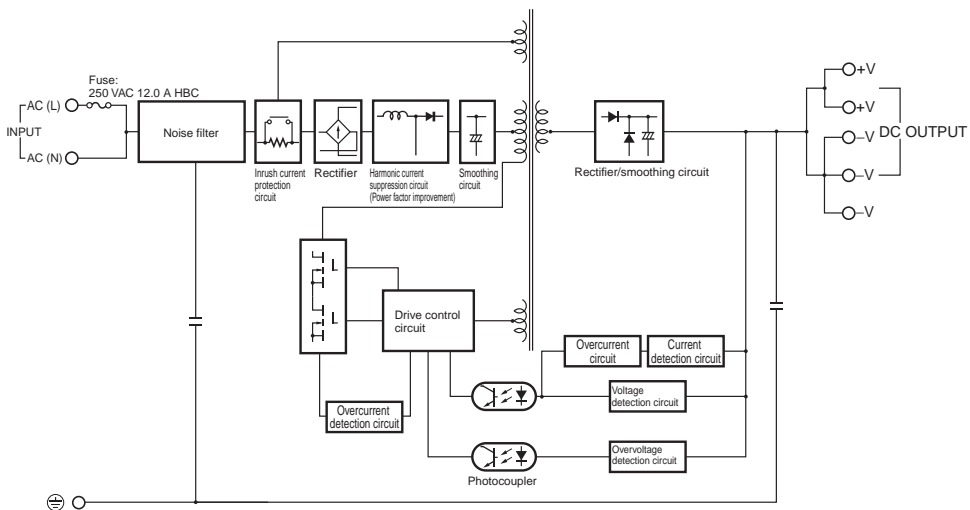 Fuse:
250 VAC 12.0 A HBC
AC (L)
INPUT
AC (N)
Noise filter
Inrush current
protection
circuit
Rectifier
Harmonic current
suppression circuit
(Power factor improvement)
Smoothing
circuit
Rectifier/smoothing circuit
+V
+V
–V
DC OUTPUT
–V
–V
Drive control
circuit
Overcurrent
circuit
Current
detection circuit
Voltage
detection circuit
Overcurrent
detection circuit
Overvoltage
detection circuit
Photocoupler